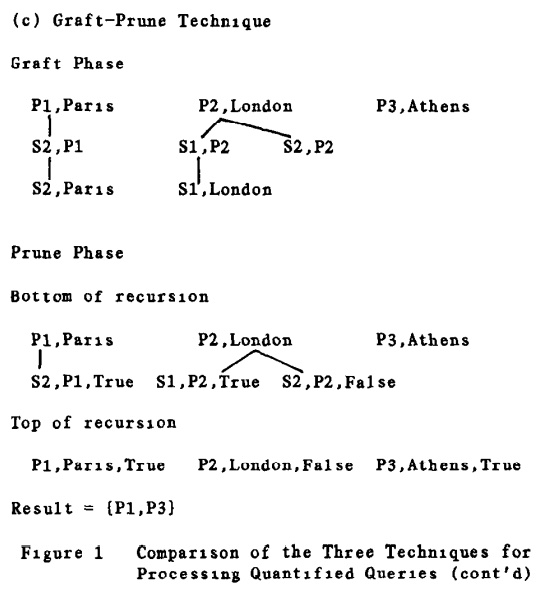 (c) Graft-Prune Technique
Graft Phase
P1,Paris P2,London P3,Athens
S2,P1 S1,P2 S2,P2
S2,Paris S1,London
Prune Phase
Bottom of recursion
P1,Paris P2,London P3,Athens
S2,P1,True S1,P2,True S2,P2,False
Top of recursion
P1,Paris,True P2,London,False P3,Athens,True
Result = {P1,P3}
Figure 1 Comparison of the Three Techniques for
Processing Quantified Queries (cont'd)